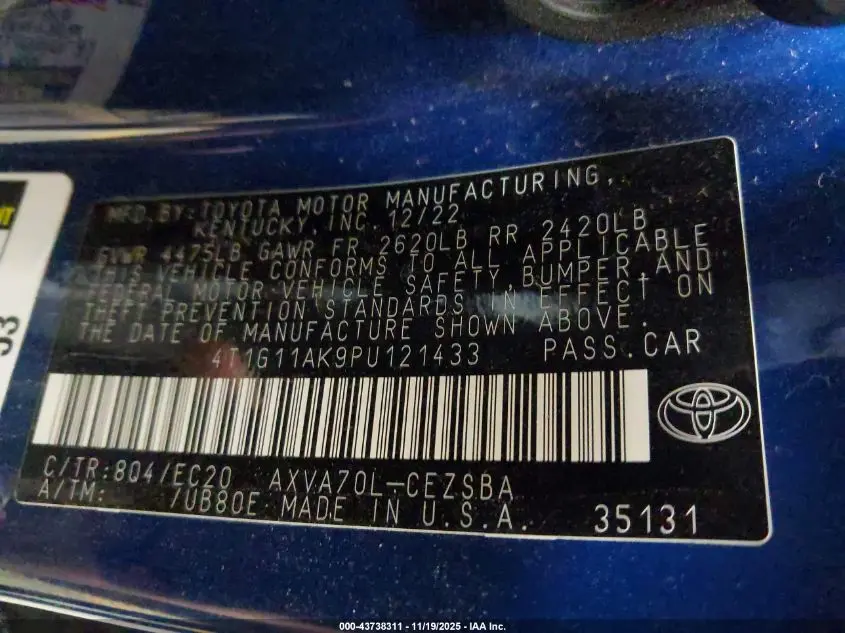 MFD. BY: TOYOTA MOTOR MANUFACTURING,
KENTUCKY, INC. 12/22
GVWR 4475LB GAWR FR 2620LB RR 2420LB
THIS VEHICLE CONFORMS TO ALL APPLICABLE
FEDERAL MOTOR VEHICLE SAFETY, BUMPER, AND
THEFT PREVENTION STANDARDS IN EFFECT ON
THE DATE OF MANUFACTURE SHOWN ABOVE.
4T1G11AK9PU121433 PASS. CAR
C/TR: 8Q4/EC20 AXVA70L-CEZSBA
A/TM: /UB80E MADE IN U.S.A. 35131
53
000-43738311 - 11/19/2025 - IAA Inc.